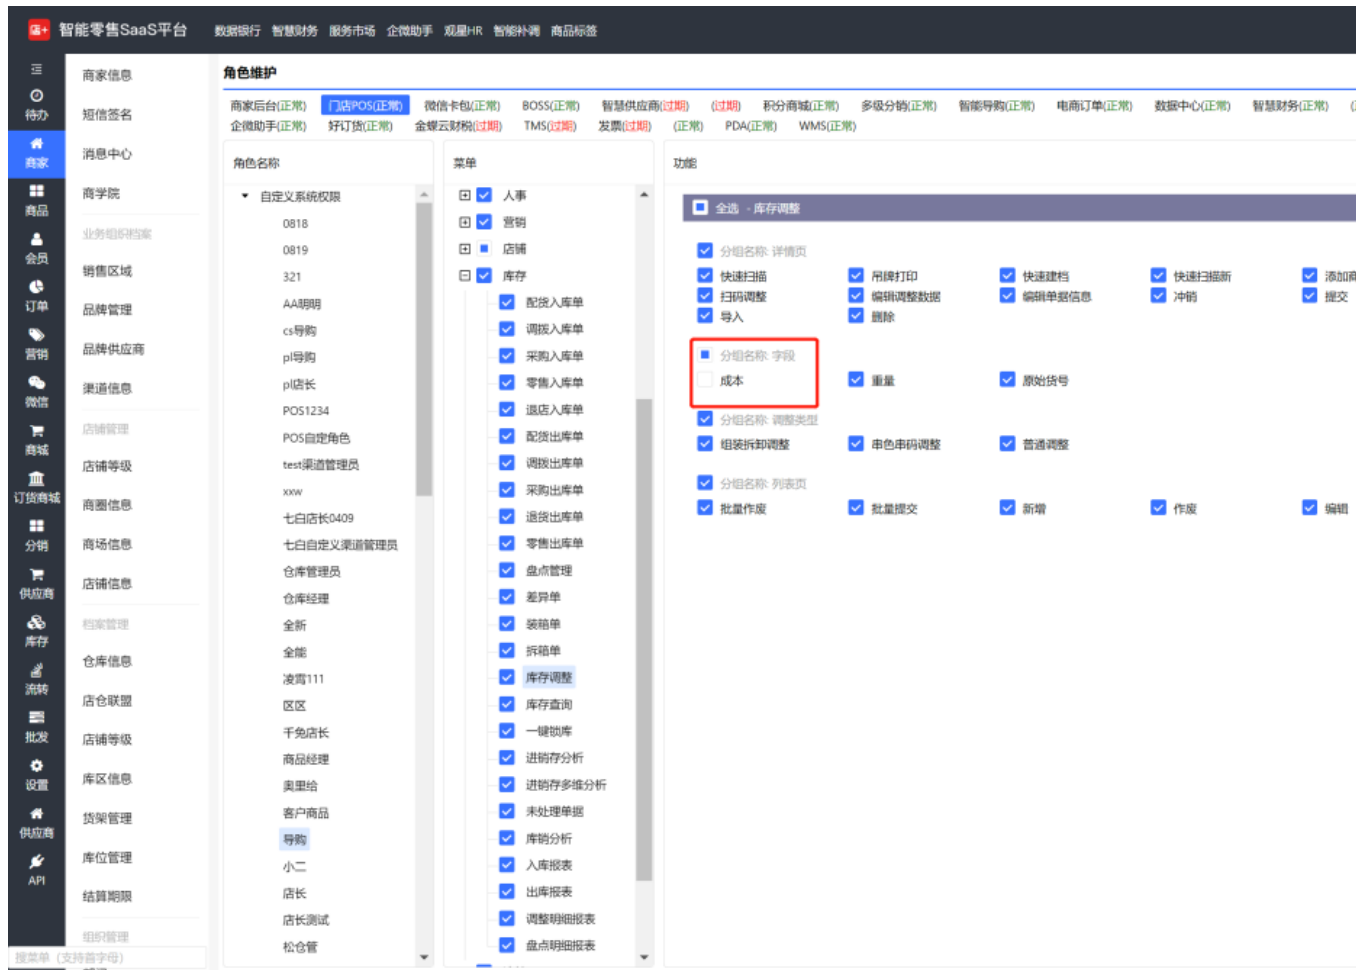 智能零售SaaS平台 数据银行 智慧财务 服务市场 企微助手 观星HR 智能补调 商品标签
待办
商家
商品
会员
订单
营销
微信
商城
订货商城
分销
供应商
库存
流转
批发
设置
供应商
API
商家信息
短信签名
消息中心
商学院
业务组织档案
销售区域
品牌管理
品牌供应商
渠道信息
店铺管理
店铺等级
商圈信息
商场信息
店铺信息
档案管理
仓库信息
店仓联盟
店铺等级
库区信息
货架管理
库位管理
结算期限
组织管理
搜菜单（支持首字母）
角色维护
商家后台(正常) 门店POS(正常) 微信卡包(正常) BOSS(正常) 智慧供应商(过期) (过期) 积分商城(正常) 多级分销(正常) 智能导购(正常) 电商订单(正常) 数据中心(正常) 智慧财务(正常)
企微助手(正常) 好订货(正常) 金蝶云财税(过期) TMS(过期) 发票(过期) (正常) PDA(正常) WMS(正常)
角色名称
自定义系统权限
0818
0819
321
AA玥玥
cs导购
pl导购
pl店长
POS1234
POS自定角色
test渠道管理员
xxw
七白店长0409
七白自定义渠道管理员
仓库管理员
仓库经理
全新
全能
凌霄111
区区
千兔店长
商品经理
奥里给
客户商品
导购
小二
店长
店长测试
松仓管
菜单
人事
营销
店铺
库存
配货入库单
调拨入库单
采购入库单
零售入库单
退店入库单
配货出库单
调拨出库单
采购出库单
退货出库单
零售出库单
盘点管理
差异单
装箱单
拆箱单
库存调整
库存查询
一键锁库
进销存分析
进销存多维分析
未处理单据
库销分析
入库报表
出库报表
调整明细报表
盘点明细报表
功能
全选 - 库存调整
分组名称: 详情页
快速扫描 吊牌打印 快速建档 快速扫描新 添加商
扫码调整 编辑调整数据 编辑单据信息 冲销 提交
导入 删除
分组名称: 字段
成本 重量 原始货号
分组名称: 调整类型
组装拆卸调整 串色串码调整 普通调整
分组名称: 列表页
批量作废 批量提交 新增 作废 编辑